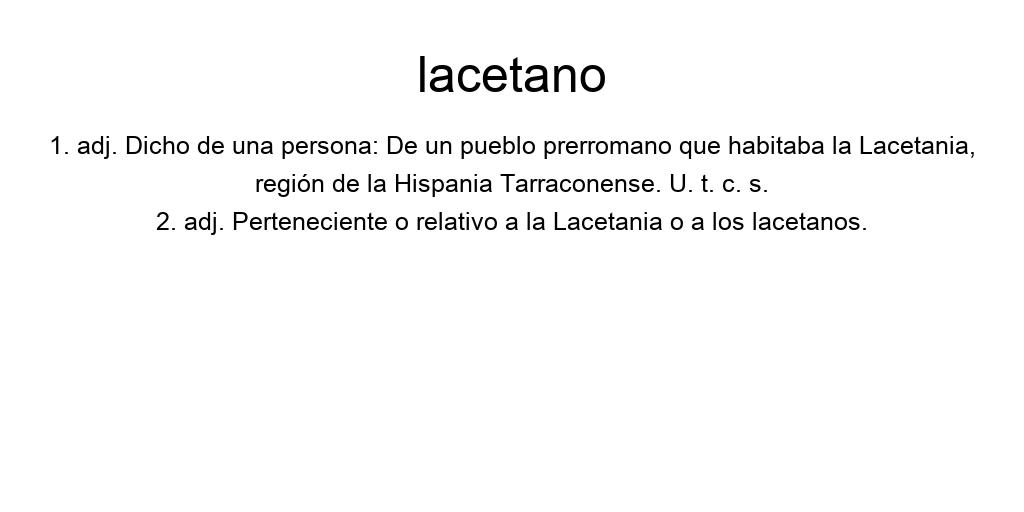 lacetano
1. adj. Dicho de una persona: De un pueblo prerromano que habitaba la Lacetania,
región de la Hispania Tarraconense. U. t. c. s.
2. adj. Perteneciente o relativo a la Lacetania o a los lacetanos.